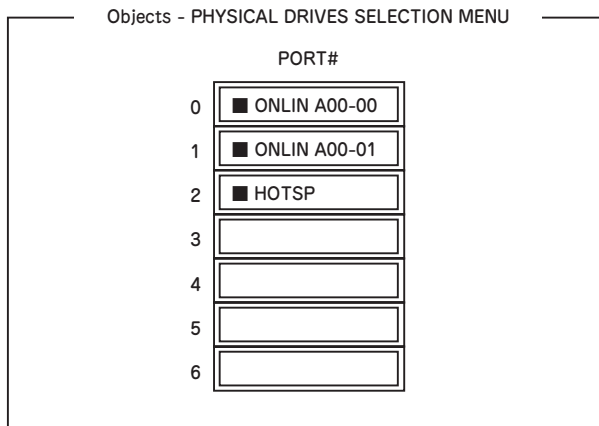 Objects - PHYSICAL DRIVES SELECTION MENU
PORT#
0 ■ ONLIN A00-00
1 ■ ONLIN A00-01
2 ■ HOTSP
3
4
5
6